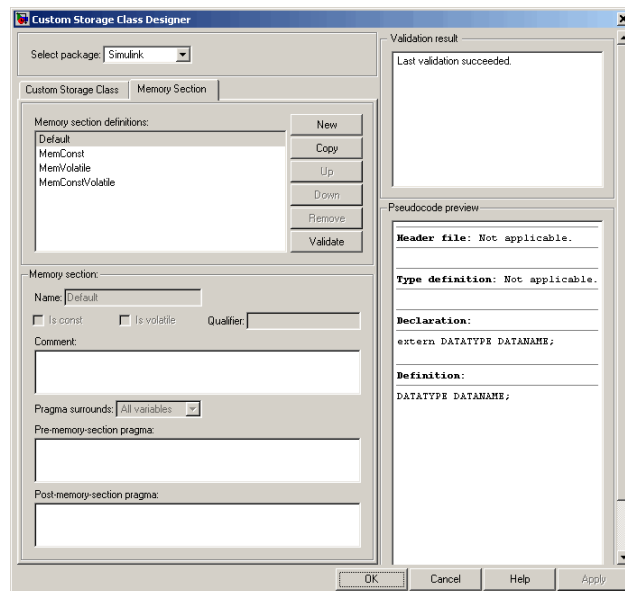 Custom Storage Class Designer
Select package: Simulink
Custom Storage Class
Memory Section
Memory section definitions:
Default
MemConst
MemVolatile
MemConstVolatile
New
Copy
Up
Down
Remove
Validate
Memory section:
Name: Default
Is const
Is volatile
Qualifier:
Comment:
Pragma surrounds: All variables
Pre-memory-section pragma:
Post-memory-section pragma:
Validation result
Last validation succeeded.
Pseudocode preview
Header file: Not applicable.
Type definition: Not applicable.
Declaration:
extern DATATYPE DATANAME;
Definition:
DATATYPE DATANAME;
OK
Cancel
Help
Apply